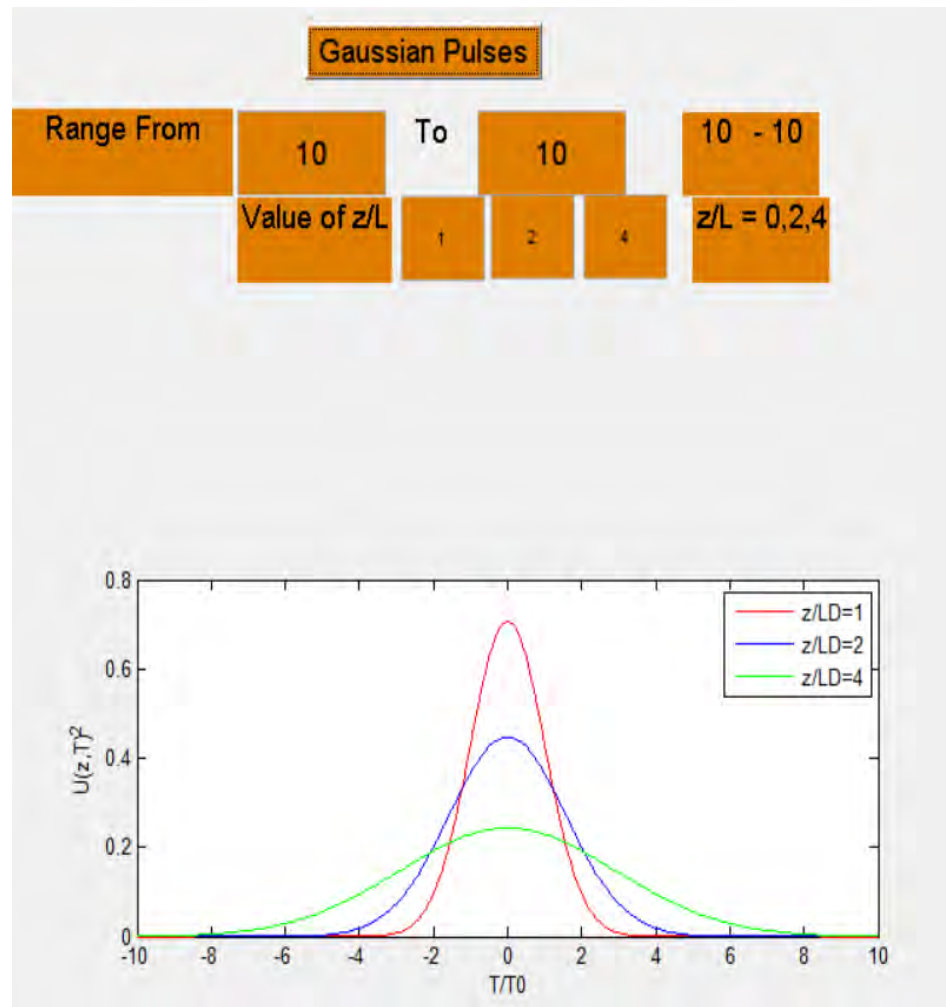 Gaussian Pulses
Range From 10 To 10 10 - 10
Value of z/L 1 2 4 z/L = 0,2,4
0.8
0.6
0.4
0.2
0
U(z,T)2
z/LD=1
z/LD=2
z/LD=4
-10 -8 -6 -4 -2 0 2 4 6 8 10
T/T0